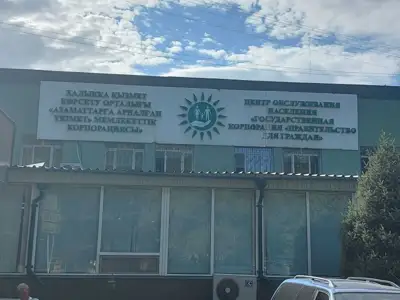 ХАЛЫҚҚА ҚЫЗМЕТ
КӨРСЕТУ ОРТАЛЫҒЫ
«АЗАМАТТАРҒА АРНАЛҒАН
ҮКІМЕТ» МЕМЛЕКЕТТІК
КОРПОРАЦИЯСЫ»
ЦЕНТР ОБСЛУЖИВАНИЯ
НАСЕЛЕНИЯ
«ГОСУДАРСТВЕННАЯ
КОРПОРАЦИЯ «ПРАВИТЕЛЬСТВО
ДЛЯ ГРАЖДАН»